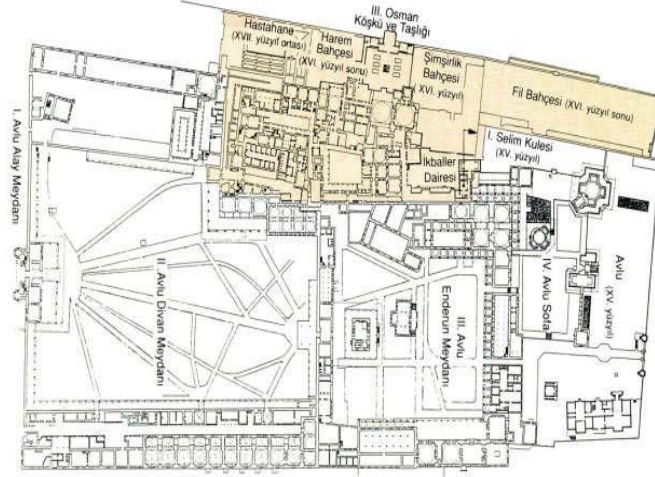 III. Osman
Köşkü ve Taşlığı
Hastahane
(XVII. yüzyıl ortası)
Harem
Bahçesi
(XVI. yüzyıl sonu)
Şimşirlik
Bahçesi
(XVI. yüzyıl)
Fil Bahçesi (XVI. yüzyıl sonu)
I. Selim Kulesi
(XV. yüzyıl)
İkballer
Dairesi
I. Avlu Alay Meydanı
II. Avlu Divan Meydanı
III. Avlu
Enderun Meydanı
IV. Avlu Sofa
Avlu
(XV. yüzyıl)